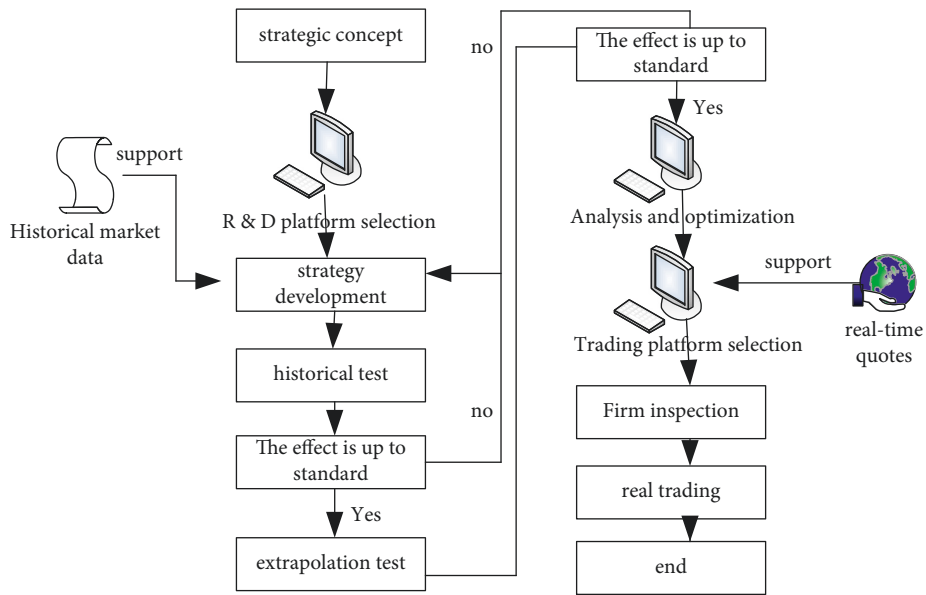 strategic concept
support
Historical market
data
R & D platform selection
strategy
development
historical test
no
The effect is up to
standard
Yes
extrapolation test
no
The effect is up to
standard
Yes
Analysis and optimization
support
real-time
quotes
Trading platform selection
Firm inspection
real trading
end